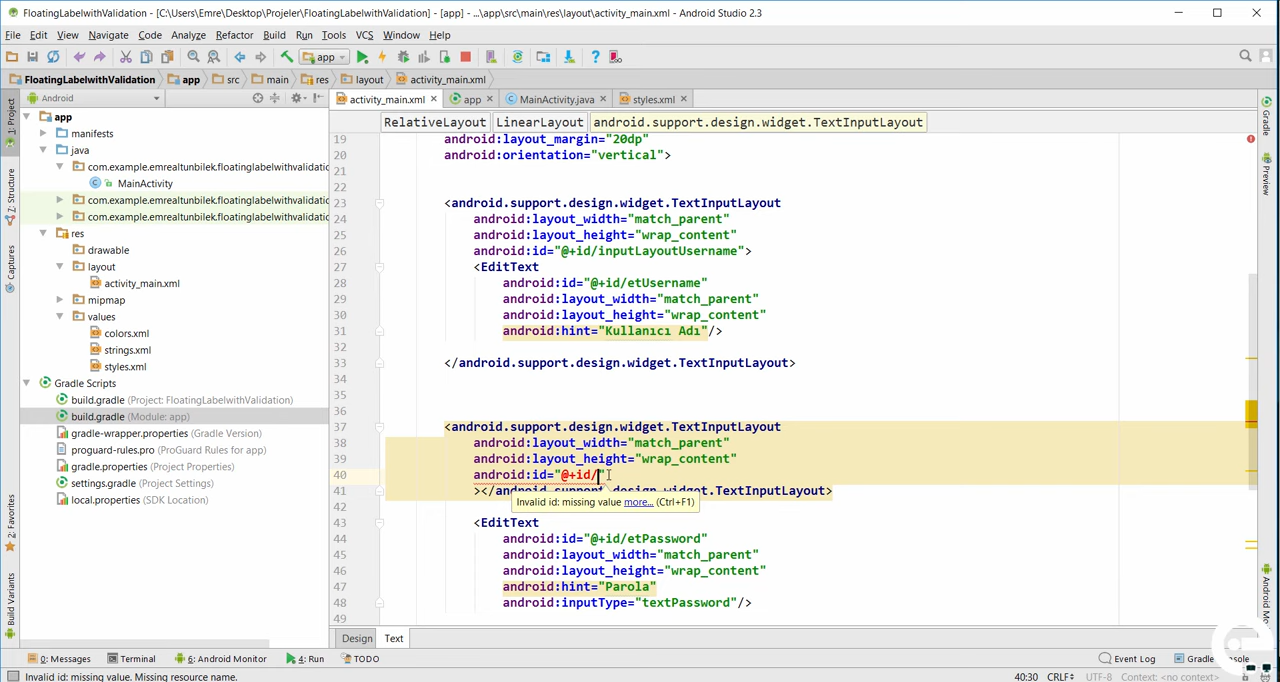 FloatingLabelwithValidation - [C:\Users\Emre\Desktop\Projeler\FloatingLabelwithValidation] - [app] - ...\app\src\main\res\layout\activity_main.xml - Android Studio 2.3
File Edit View Navigate Code Analyze Refactor Build Run Tools VCS Window Help
app
FloatingLabelwithValidation app src main res layout activity_main.xml
Android activity_main.xml app MainActivity.java styles.xml
RelativeLayout LinearLayout android.support.design.widget.TextInputLayout
1: Project
Z: Structure
Captures
2: Favorites
Build Variants
app
manifests
java
com.example.emrealtunbilek.floatinglabelwithvalidatio
MainActivity
com.example.emrealtunbilek.floatinglabelwithvalidatio
com.example.emrealtunbilek.floatinglabelwithvalidatio
res
drawable
layout
activity_main.xml
mipmap
values
colors.xml
strings.xml
styles.xml
Gradle Scripts
build.gradle (Project: FloatingLabelwithValidation)
build.gradle (Module: app)
gradle-wrapper.properties (Gradle Version)
proguard-rules.pro (ProGuard Rules for app)
gradle.properties (Project Properties)
settings.gradle (Project Settings)
local.properties (SDK Location)
19 android:layout_margin="20dp"
20 android:orientation="vertical">
21
22
23 <android.support.design.widget.TextInputLayout
24 android:layout_width="match_parent"
25 android:layout_height="wrap_content"
26 android:id="@+id/inputLayoutUsername">
27 <EditText
28 android:id="@+id/etUsername"
29 android:layout_width="match_parent"
30 android:layout_height="wrap_content"
31 android:hint="Kullanıcı Adı"/>
32
33 </android.support.design.widget.TextInputLayout>
34
35
36
37 <android.support.design.widget.TextInputLayout
38 android:layout_width="match_parent"
39 android:layout_height="wrap_content"
40 android:id="@+id/"
41 ></android.support.design.widget.TextInputLayout>
Invalid id: missing value more... (Ctrl+F1)
42
43 <EditText
44 android:id="@+id/etPassword"
45 android:layout_width="match_parent"
46 android:layout_height="wrap_content"
47 android:hint="Parola"
48 android:inputType="textPassword"/>
49
Gradle
Preview
Android Mo
Design Text
0: Messages Terminal 6: Android Monitor 4: Run TODO Event Log Gradle
Invalid id: missing value. Missing resource name. 40:30 CRLF UTF-8 Context: <no context>